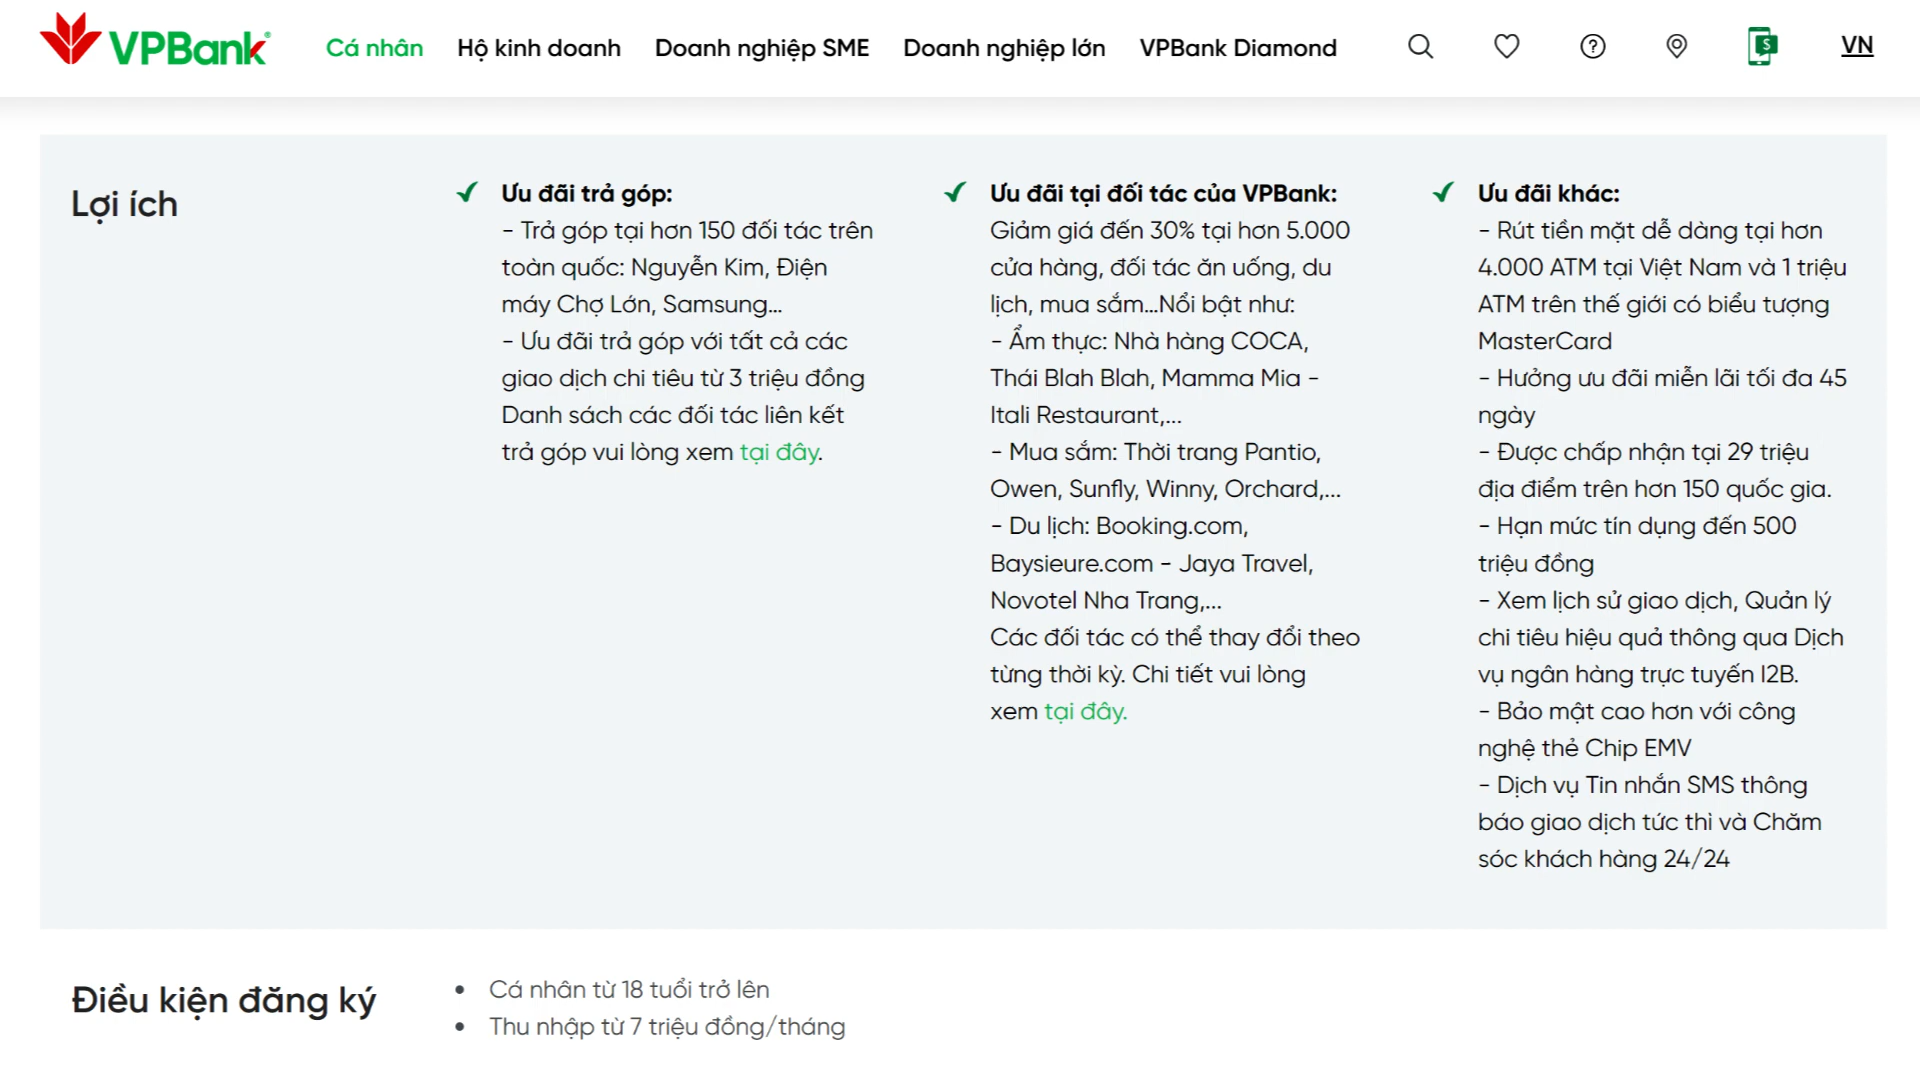 VPBank
Cá nhân
Hộ kinh doanh
Doanh nghiệp SME
Doanh nghiệp lớn
VPBank Diamond
VN
Lợi ích
Ưu đãi trả góp:
- Trả góp tại hơn 150 đối tác trên
toàn quốc: Nguyễn Kim, Điện
máy Chợ Lớn, Samsung...
- Ưu đãi trả góp với tất cả các
giao dịch chi tiêu từ 3 triệu đồng
Danh sách các đối tác liên kết
trả góp vui lòng xem tại đây.
Ưu đãi tại đối tác của VPBank:
Giảm giá đến 30% tại hơn 5.000
cửa hàng, đối tác ăn uống, du
lịch, mua sắm...Nổi bật như:
- Ẩm thực: Nhà hàng COCA,
Thái Blah Blah, Mamma Mia -
Itali Restaurant,...
- Mua sắm: Thời trang Pantio,
Owen, Sunfly, Winny, Orchard,...
- Du lịch: Booking.com,
Baysieure.com - Jaya Travel,
Novotel Nha Trang,...
Các đối tác có thể thay đổi theo
từng thời kỳ. Chi tiết vui lòng
xem tại đây.
Ưu đãi khác:
- Rút tiền mặt dễ dàng tại hơn
4.000 ATM tại Việt Nam và 1 triệu
ATM trên thế giới có biểu tượng
MasterCard
- Hưởng ưu đãi miễn lãi tối đa 45
ngày
- Được chấp nhận tại 29 triệu
địa điểm trên hơn 150 quốc gia.
- Hạn mức tín dụng đến 500
triệu đồng
- Xem lịch sử giao dịch, Quản lý
chi tiêu hiệu quả thông qua Dịch
vụ ngân hàng trực tuyến I2B.
- Bảo mật cao hơn với công
nghệ thẻ Chip EMV
- Dịch vụ Tin nhắn SMS thông
báo giao dịch tức thì và Chăm
sóc khách hàng 24/24
Điều kiện đăng ký
• Cá nhân từ 18 tuổi trở lên
• Thu nhập từ 7 triệu đồng/tháng